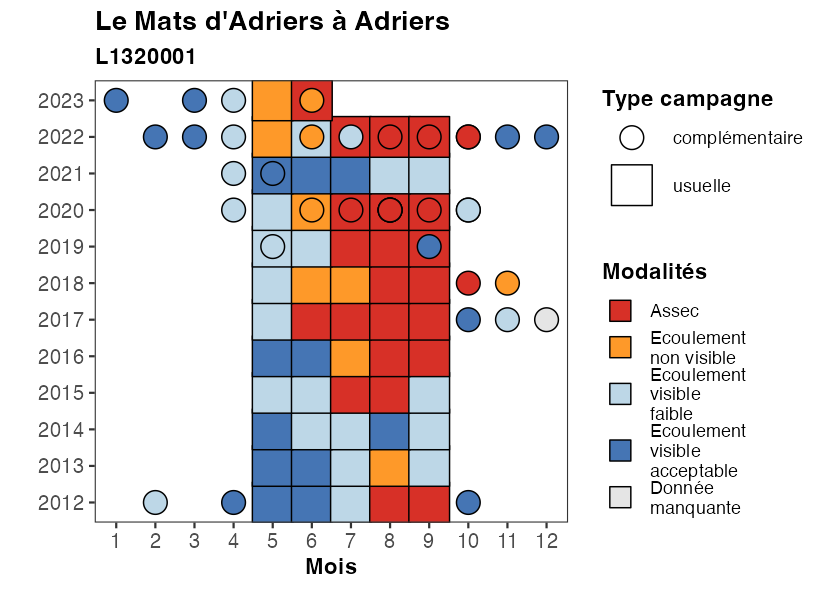 Le Mats d'Adriers à Adriers
L1320001
2023
2022
2021
2020
2019
2018
2017
2016
2015
2014
2013
2012
1 2 3 4 5 6 7 8 9 10 11 12
Mois
Type campagne
complémentaire
usuelle
Modalités
Assec
Ecoulement
non visible
Ecoulement
visible
faible
Ecoulement
visible
acceptable
Donnée
manquante